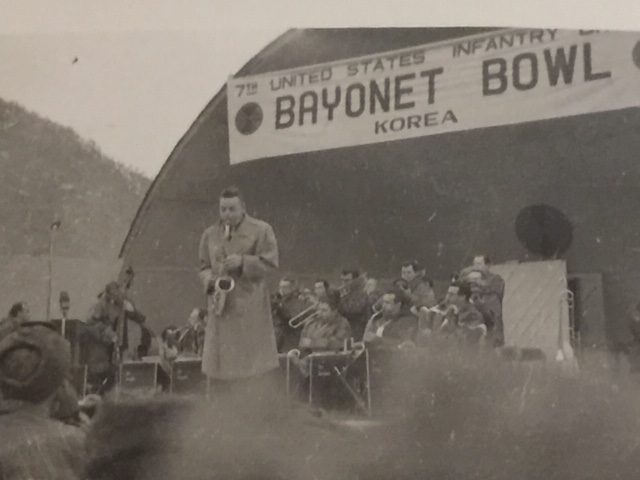 7TH UNITED STATES INFANTRY
BAYONET BOWL
KOREA